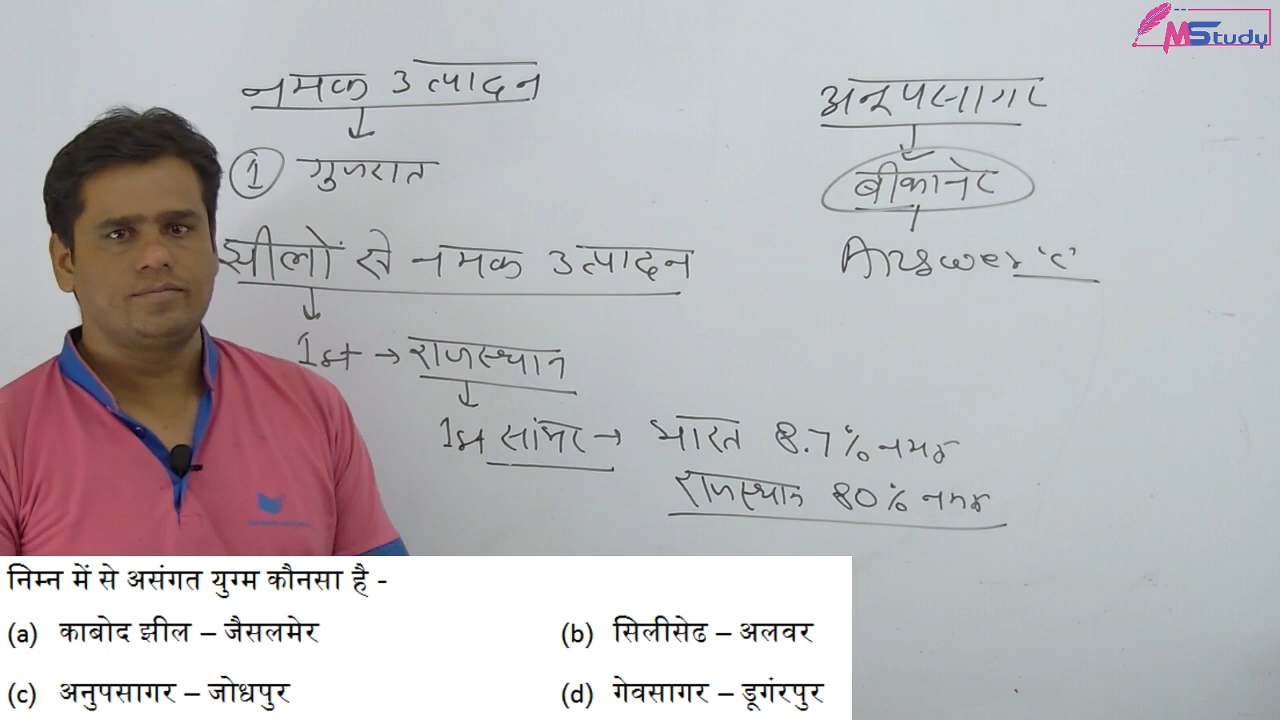 MStudy
नमक उत्पादन
① गुजरात
झीलों से नमक उत्पादन
1st → राजस्थान
1st सांभर → भारत 8.7% नमक
राजस्थान 80% नमक
अनूपसागर
बीकानेर
Answer 'c'
निम्न में से असंगत युग्म कौनसा है -
(a) काबोद झील – जैसलमेर
(b) सिलीसेढ – अलवर
(c) अनुपसागर – जोधपुर
(d) गेवसागर – डूगंरपुर